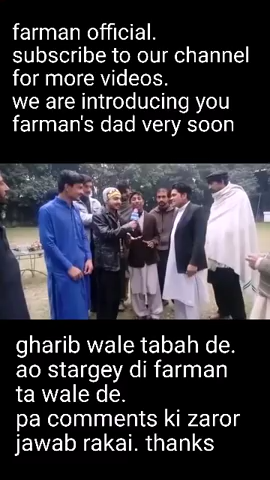 farman official.
subscribe to our channel
for more videos.
we are introducing you
farman's dad very soon
gharib wale tabah de.
ao stargey di farman
ta wale de.
pa comments ki zaror
jawab rakai. thanks